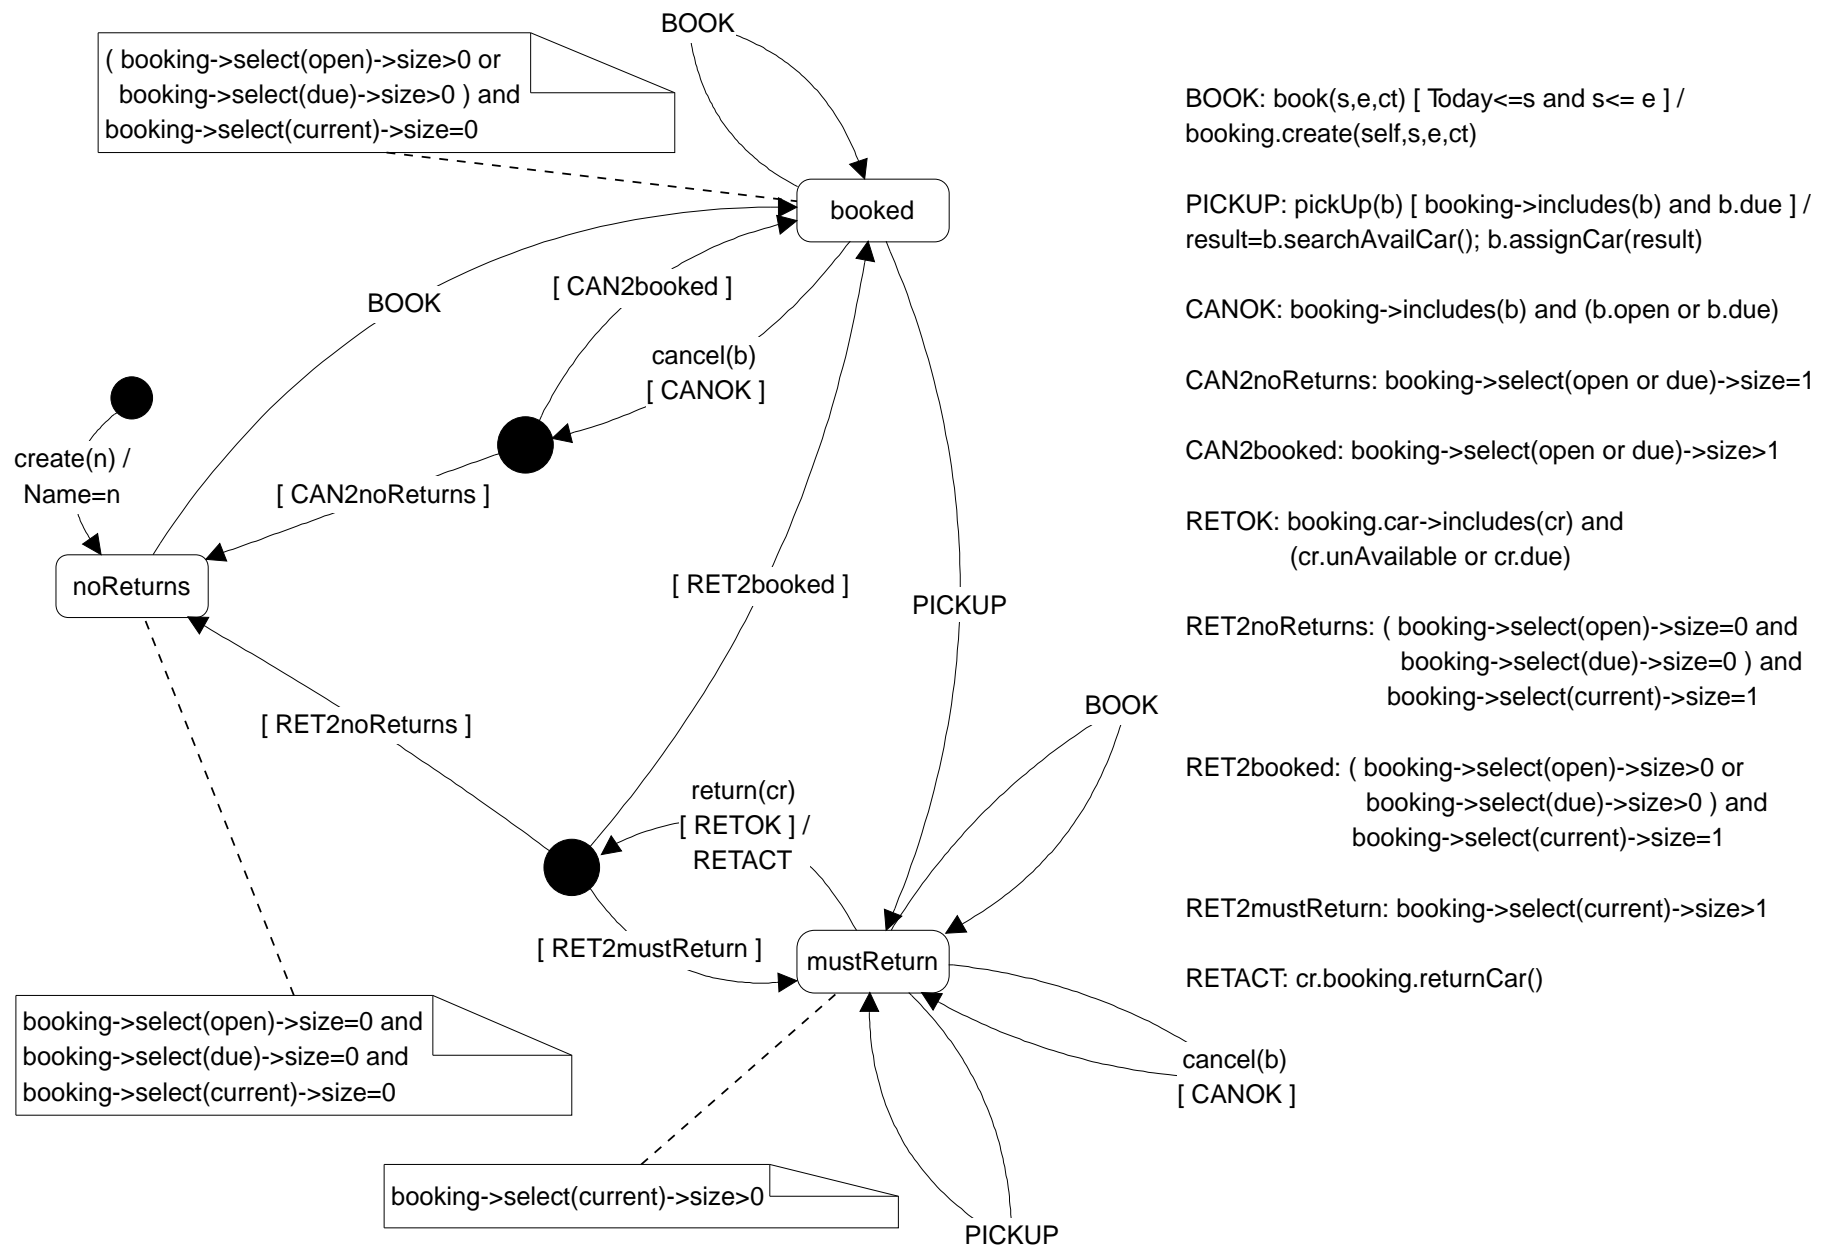 BOOK
( booking->select(open)->size>0 or
booking->select(due)->size>0 ) and
booking->select(current)->size=0
booked
BOOK
[ CAN2booked ]
cancel(b)
[ CANOK ]
create(n) /
Name=n
[ CAN2noReturns ]
noReturns
[ RET2booked ]
PICKUP
[ RET2noReturns ]
BOOK
return(cr)
[ RETOK ] /
RETACT
[ RET2mustReturn ]
mustReturn
booking->select(open)->size=0 and
booking->select(due)->size=0 and
booking->select(current)->size=0
cancel(b)
[ CANOK ]
booking->select(current)->size>0
PICKUP
BOOK: book(s,e,ct) [ Today<=s and s<= e ] /
booking.create(self,s,e,ct)
PICKUP: pickUp(b) [ booking->includes(b) and b.due ] /
result=b.searchAvailCar(); b.assignCar(result)
CANOK: booking->includes(b) and (b.open or b.due)
CAN2noReturns: booking->select(open or due)->size=1
CAN2booked: booking->select(open or due)->size>1
RETOK: booking.car->includes(cr) and
(cr.unAvailable or cr.due)
RET2noReturns: ( booking->select(open)->size=0 and
booking->select(due)->size=0 ) and
booking->select(current)->size=1
RET2booked: ( booking->select(open)->size>0 or
booking->select(due)->size>0 ) and
booking->select(current)->size=1
RET2mustReturn: booking->select(current)->size>1
RETACT: cr.booking.returnCar()